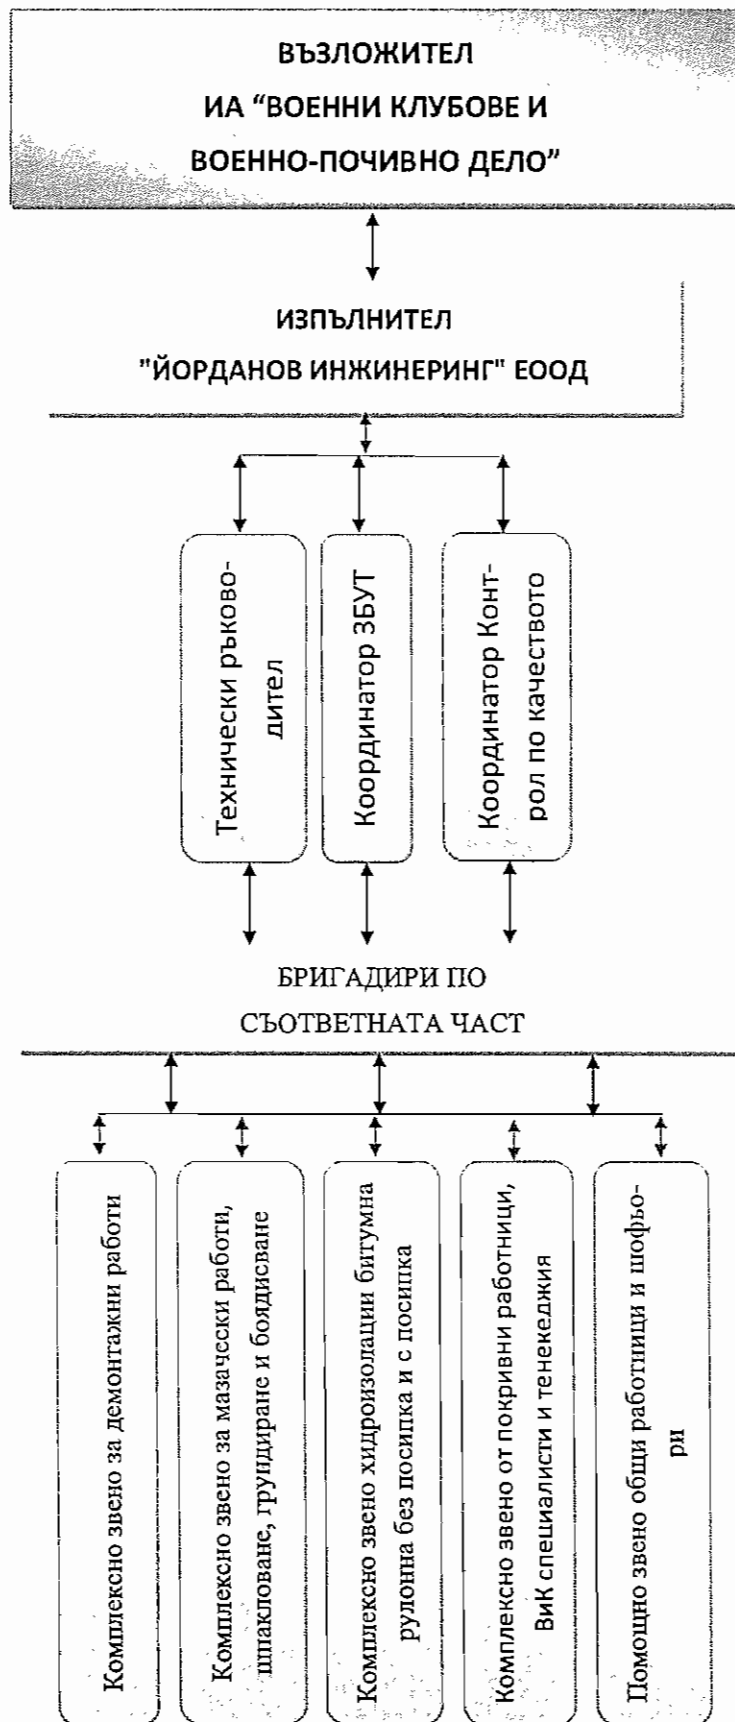 ВЪЗЛОЖИТЕЛ
ИА “ВОЕННИ КЛУБОВЕ И
ВОЕННО-ПОЧИВНО ДЕЛО”
ИЗПЪЛНИТЕЛ
"ЙОРДАНОВ ИНЖИНЕРИНГ" ЕООД
Технически ръково-
дител
Координатор ЗБУТ
Координатор Конт-
рол по качеството
БРИГАДИРИ ПО
СЪОТВЕТНАТА ЧАСТ
Комплексно звено за демонтажни работи
Комплексно звено за мазачески работи,
шпакловане, грундиране и боядисване
Комплексно звено хидроизолации битумна
рулонна без посипка и с посипка
Комплексно звено от покривни работници,
ВиК специалисти и тенекеджия
Помощно звено общи работници и шофьо-
ри